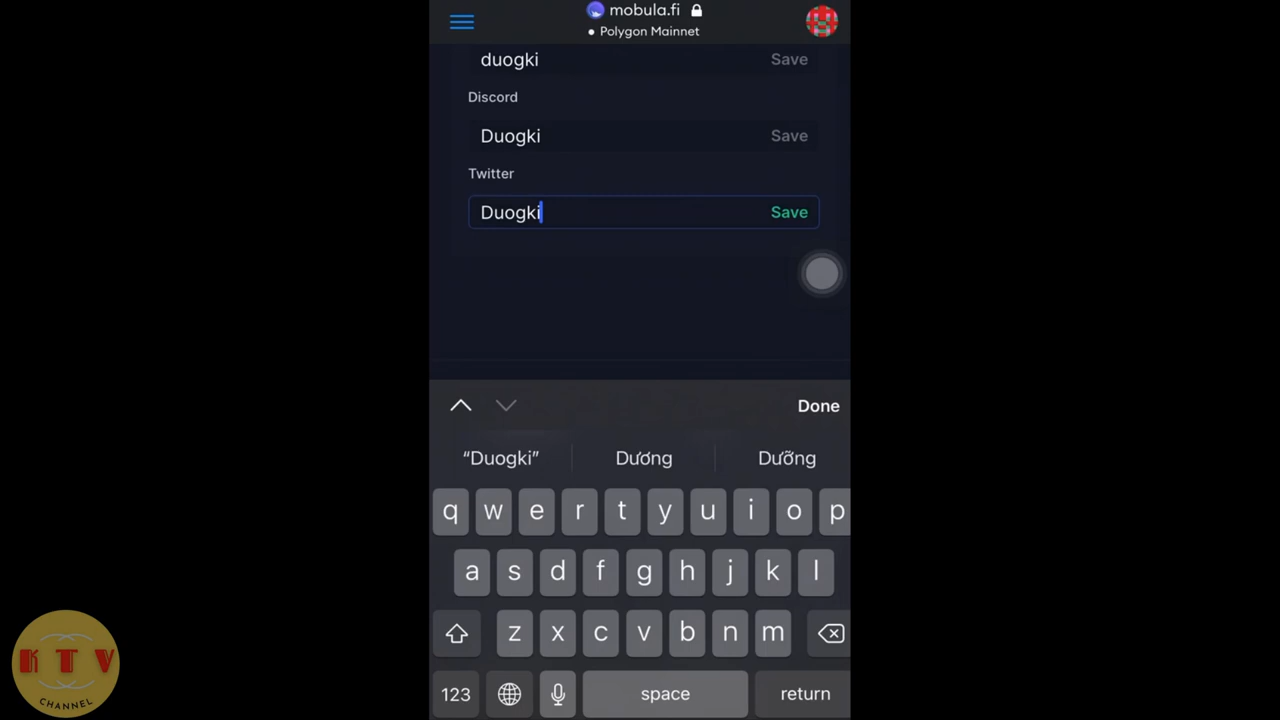 mobula.fi
Polygon Mainnet
duogki Save
Discord
Duogki Save
Twitter
Duogki Save
Done
“Duogki” Dương Dưỡng
q w e r t y u i o p
a s d f g h j k l
z x c v b n m
123 space return
K T V
CHANNEL